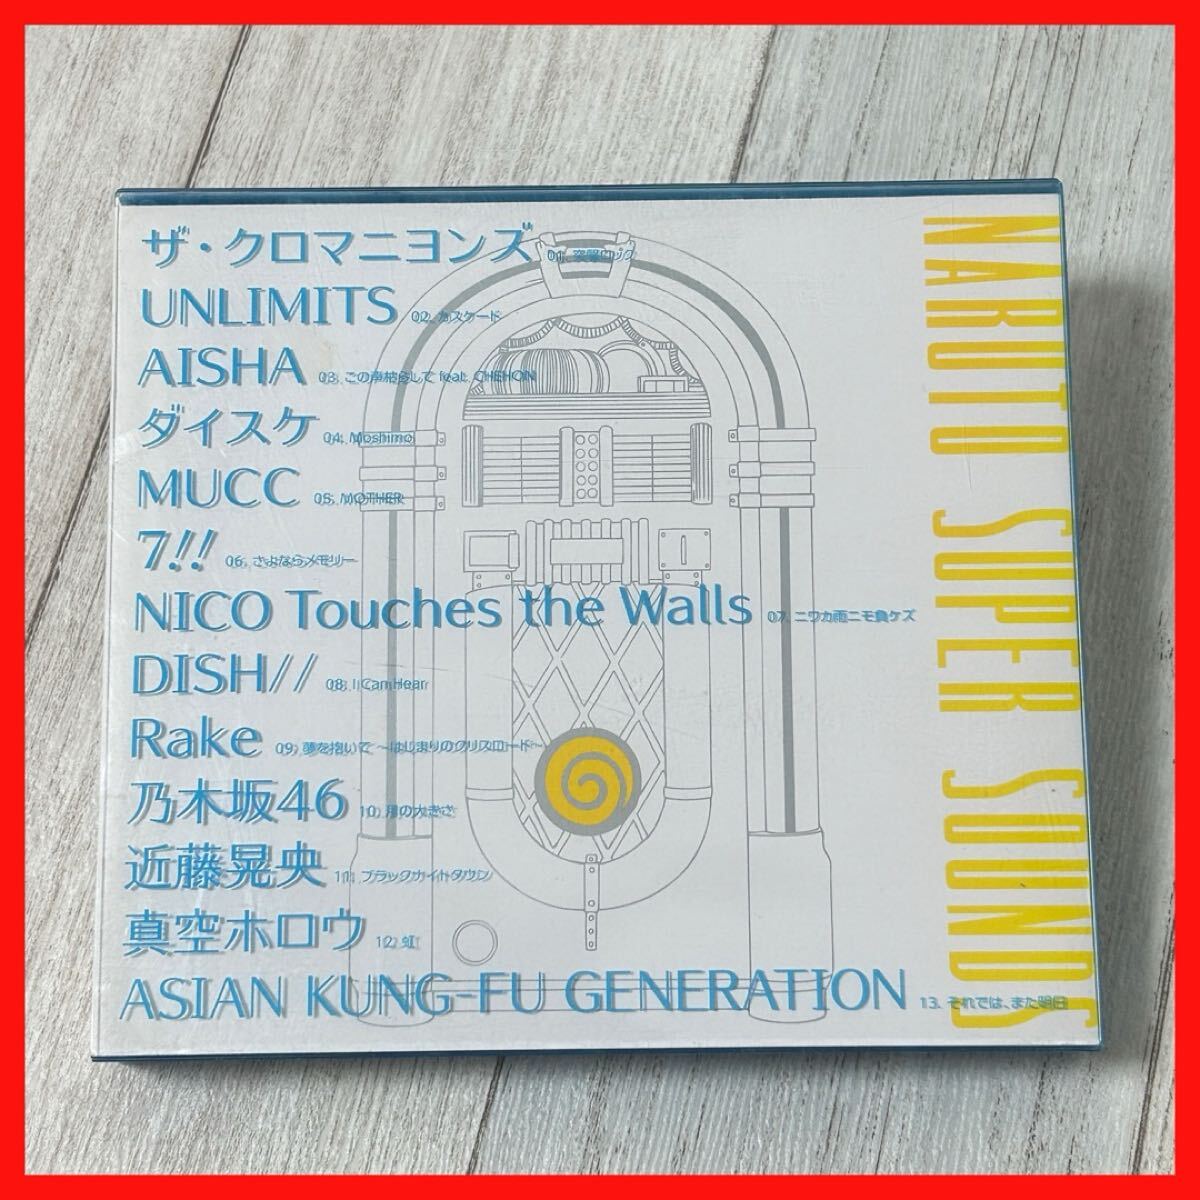 ザ・クロマニヨンズ 01. 突撃ロック
UNLIMITS 02. カスケード
AISHA 03. この声枯らして feat. CHEHON
ダイスケ 04. Moshimo
MUCC 05. MOTHER
7!! 06. さよならメモリー
NICO Touches the Walls 07. ニワカ雨ニモ負ケズ
DISH// 08. I Can Hear
Rake 09. 夢を抱いて ～はじまりのクリスロード～
乃木坂46 10. 月の大きさ
近藤晃央 11. ブラックナイトタウン
真空ホロウ 12. 虹
ASIAN KUNG-FU GENERATION 13. それでは、また明日
NARUTO SUPER SOUNDS